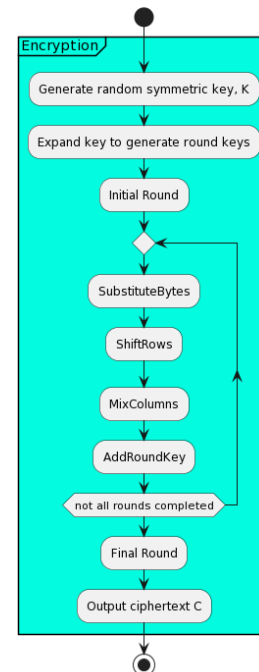 Encryption
Generate random symmetric key, K
Expand key to generate round keys
Initial Round
SubstituteBytes
ShiftRows
MixColumns
AddRoundKey
not all rounds completed
Final Round
Output ciphertext C